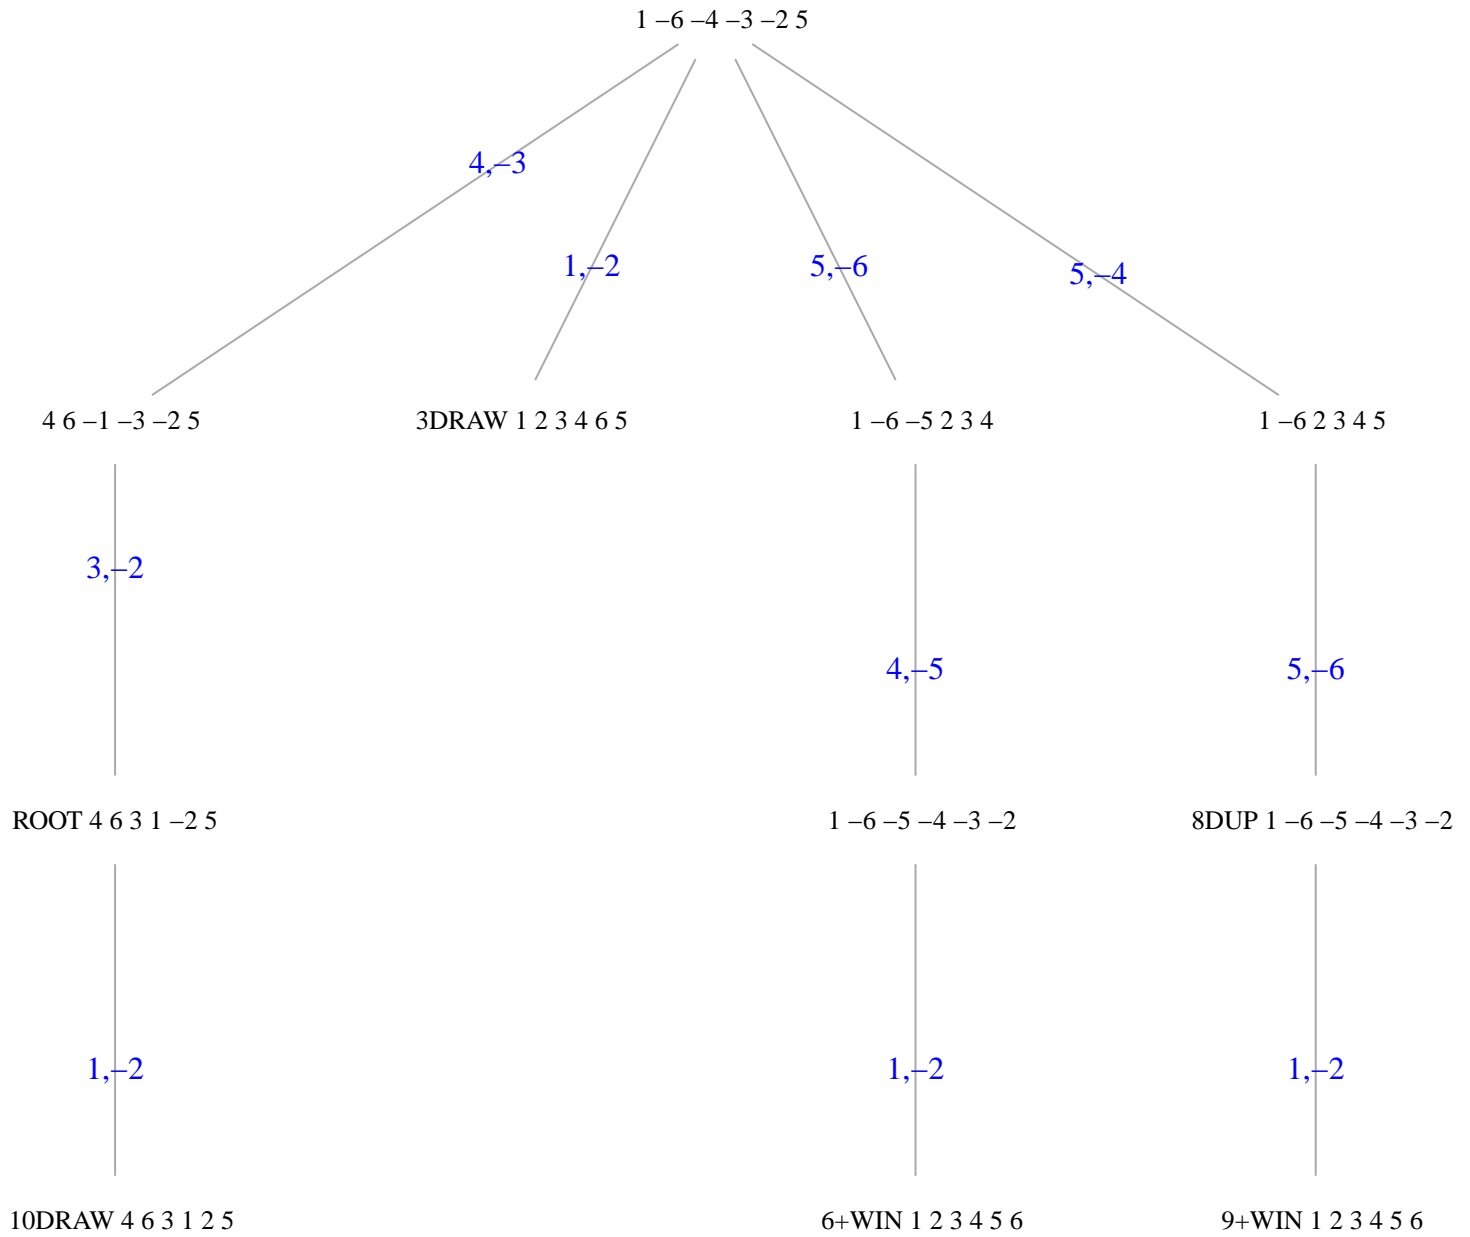 1 –6 –4 –3 –2 5
4,–3
1,–2
5,–6
5,–4
4 6 –1 –3 –2 5
3DRAW 1 2 3 4 6 5
1 –6 –5 2 3 4
1 –6 2 3 4 5
3,–2
4,–5
5,–6
ROOT 4 6 3 1 –2 5
1 –6 –5 –4 –3 –2
8DUP 1 –6 –5 –4 –3 –2
1,–2
1,–2
1,–2
10DRAW 4 6 3 1 2 5
6+WIN 1 2 3 4 5 6
9+WIN 1 2 3 4 5 6